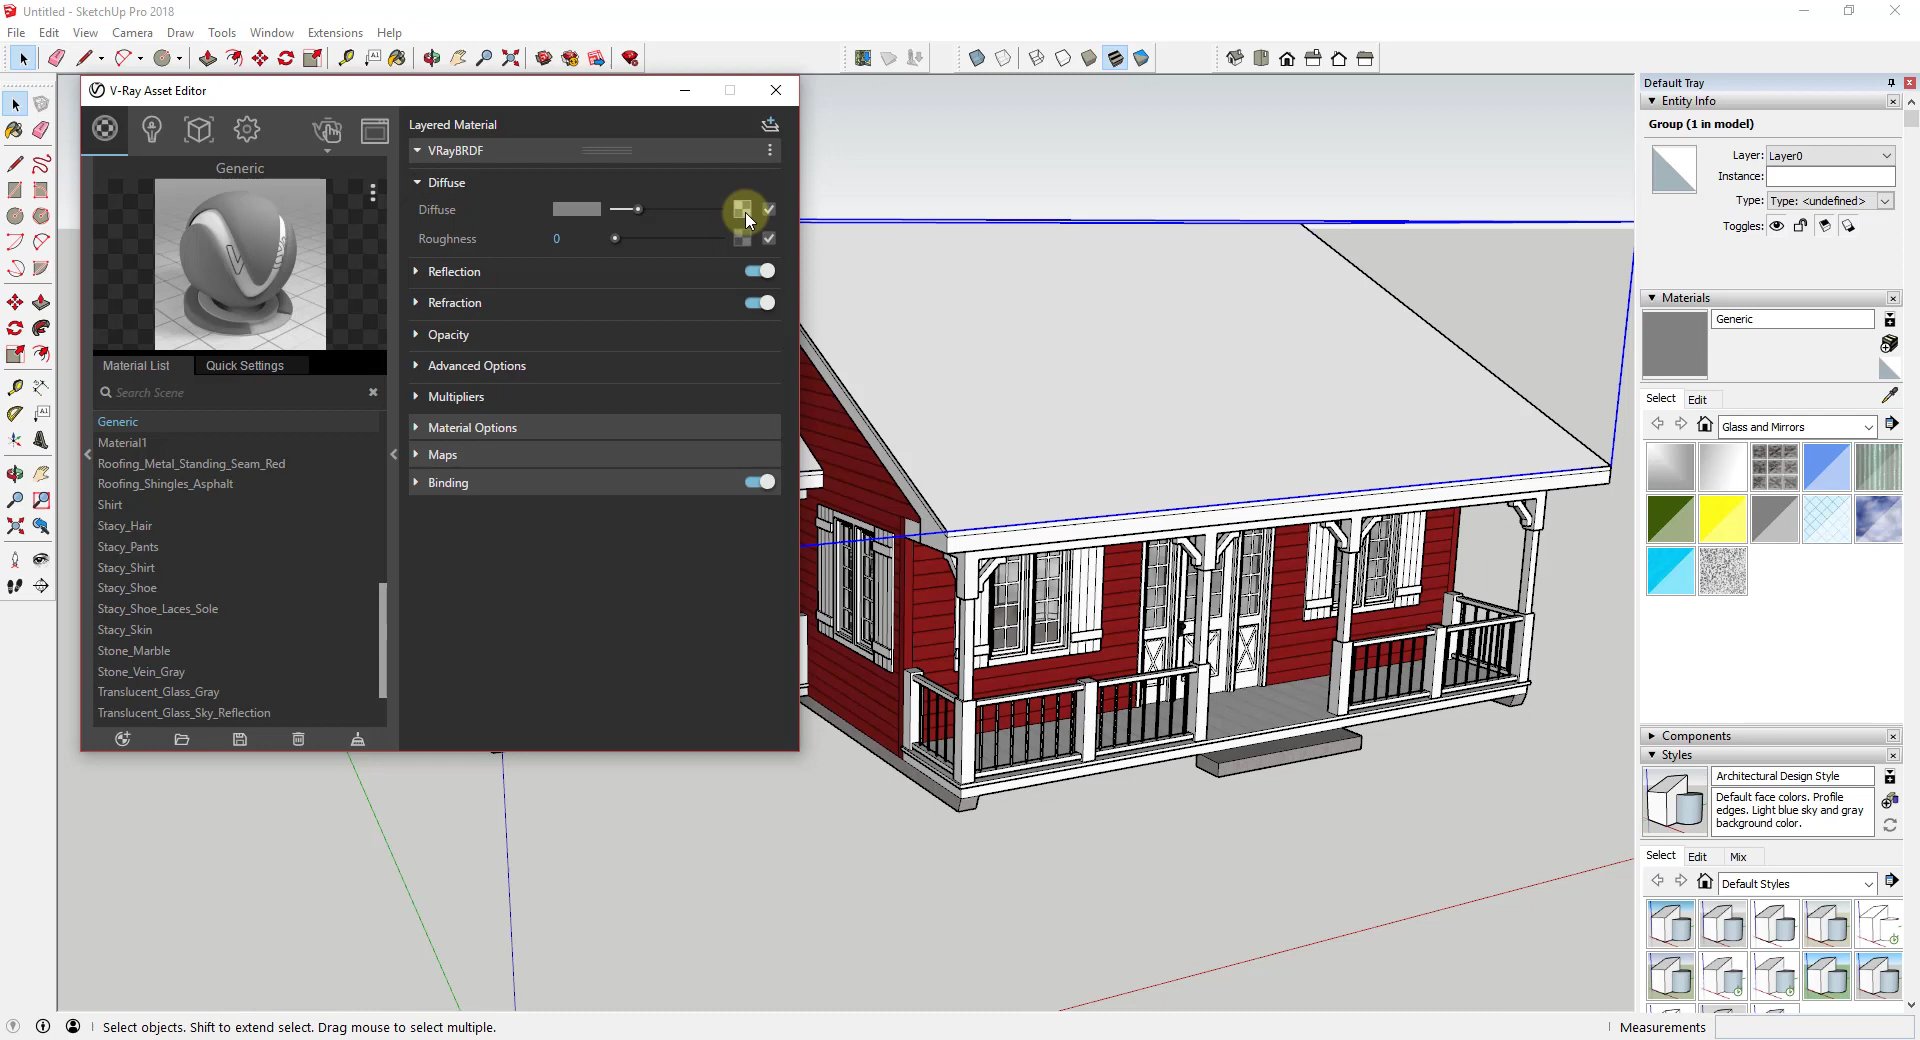 Untitled - SketchUp Pro 2018
File Edit View Camera Draw Tools Window Extensions Help
V-Ray Asset Editor
Generic
Material List Quick Settings
Search Scene
Generic
Material1
Roofing_Metal_Standing_Seam_Red
Roofing_Shingles_Asphalt
Shirt
Stacy_Hair
Stacy_Pants
Stacy_Shirt
Stacy_Shoe
Stacy_Shoe_Laces_Sole
Stacy_Skin
Stone_Marble
Stone_Vein_Gray
Translucent_Glass_Gray
Translucent_Glass_Sky_Reflection
Layered Material
VRayBRDF
Diffuse
Diffuse
Roughness 0
Reflection
Refraction
Opacity
Advanced Options
Multipliers
Material Options
Maps
Binding
Default Tray
Entity Info
Group (1 in model)
Layer: Layer0
Instance:
Type: Type: <undefined>
Toggles:
Materials
Generic
Select Edit
Glass and Mirrors
Components
Styles
Architectural Design Style
Default face colors. Profile
edges. Light blue sky and gray
background color.
Select Edit Mix
Default Styles
Select objects. Shift to extend select. Drag mouse to select multiple.
Measurements